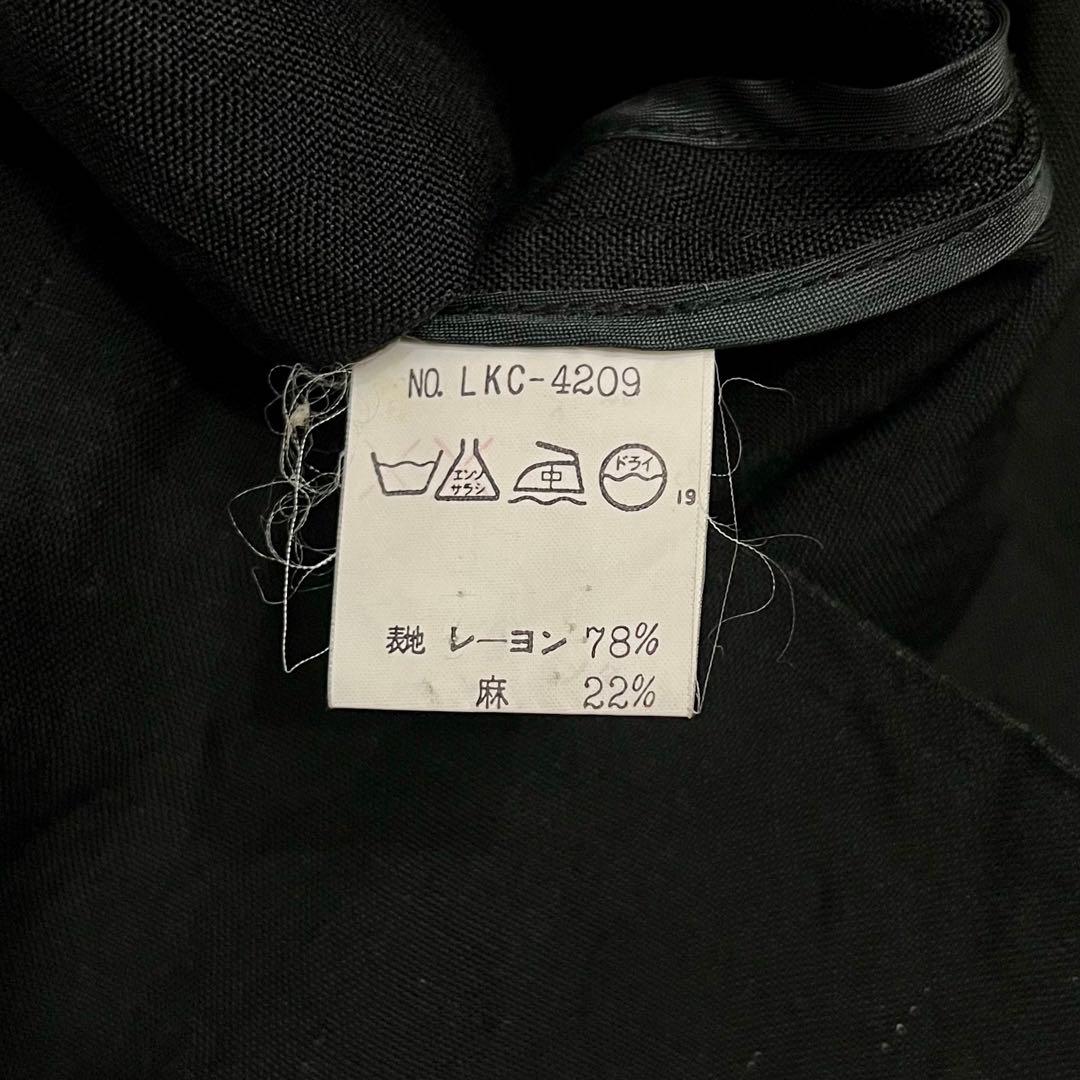 NO. LKC-4209
エンソ
サラシ
中
ドライ
19
表地 レーヨン 78%
麻 22%